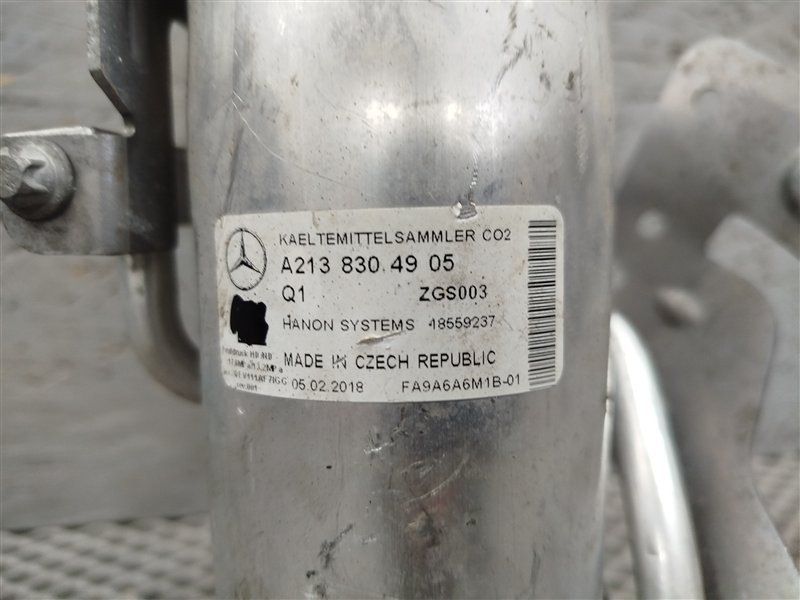 KAELTEMITTELSAMMLER CO2
A213 830 49 05
Q1 ZGS003
HANON SYSTEMS 18559237
MADE IN CZECH REPUBLIC
05.02.2018 FA9A6A6M1B-01